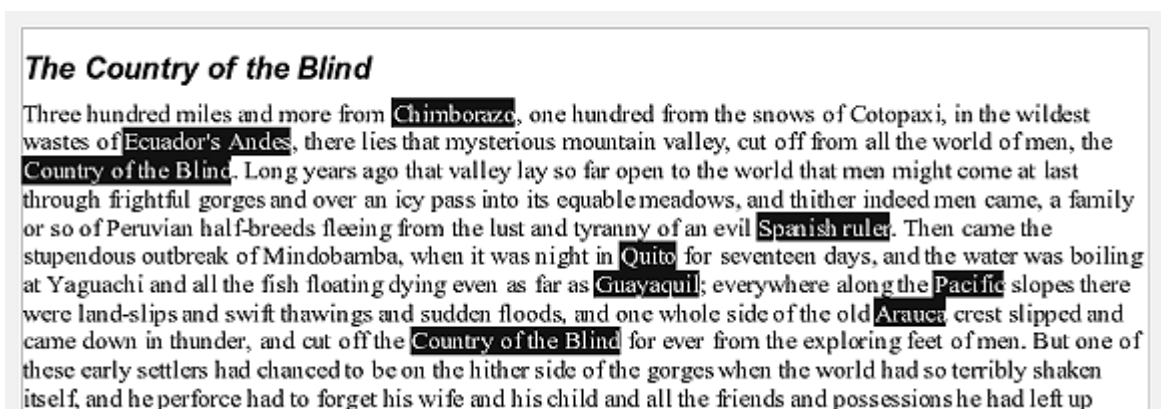 The Country of the Blind
Three hundred miles and more from Chimborazo, one hundred from the snows of Cotopaxi, in the wildest
wastes of Ecuador's Andes, there lies that mysterious mountain valley, cut off from all the world of men, the
Country of the Blind. Long years ago that valley lay so far open to the world that men might come at last
through frightful gorges and over an icy pass into its equable meadows, and thither indeed men came, a family
or so of Peruvian half-breeds fleeing from the lust and tyranny of an evil Spanish ruler. Then came the
stupendous outbreak of Mindobamba, when it was night in Quito for seventeen days, and the water was boiling
at Yaguachi and all the fish floating dying even as far as Guayaquil; everywhere along the Pacific slopes there
were land-slips and swift thawings and sudden floods, and one whole side of the old Arauca crest slipped and
came down in thunder, and cut off the Country of the Blind for ever from the exploring feet of men. But one of
these early settlers had chanced to be on the hither side of the gorges when the world had so terribly shaken
itself, and he perforce had to forget his wife and his child and all the friends and possessions he had left up